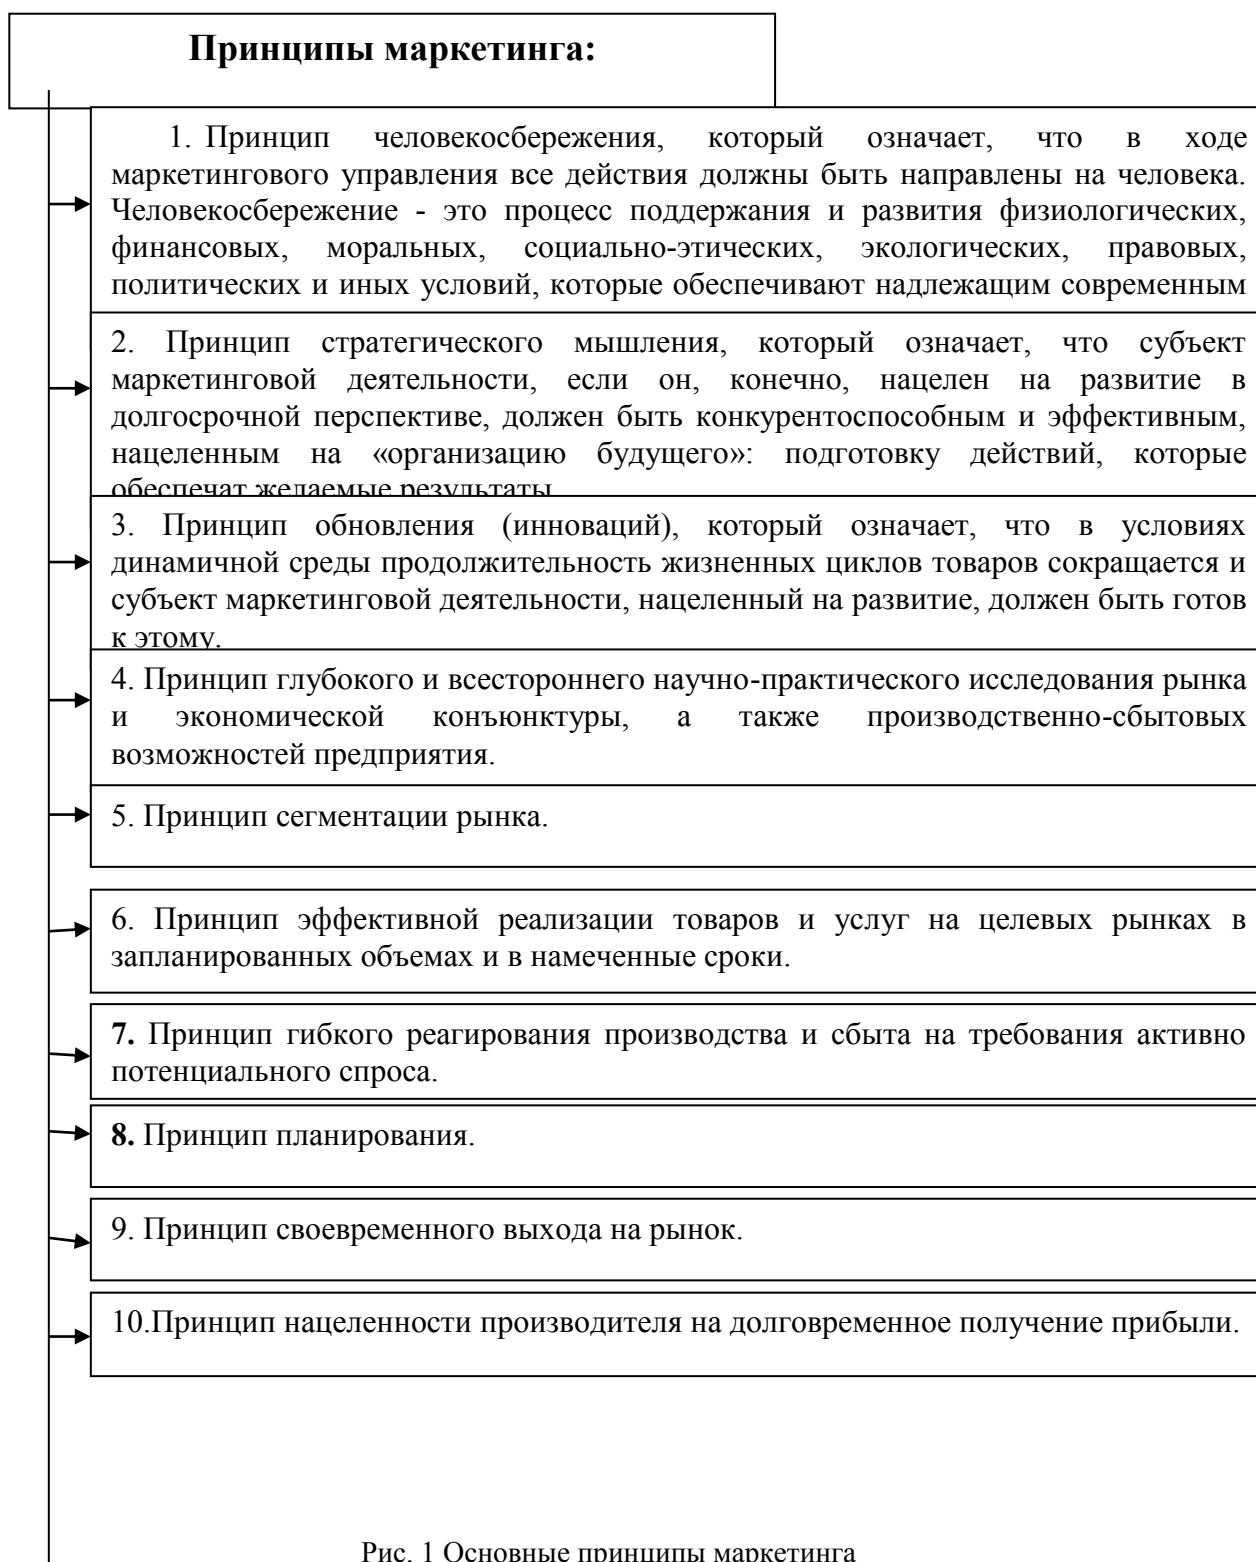 Принципы маркетинга:
1. Принцип человекосбережения, который означает, что в ходе
маркетингового управления все действия должны быть направлены на человека.
Человекосбережение - это процесс поддержания и развития физиологических,
финансовых, моральных, социально-этических, экологических, правовых,
политических и иных условий, которые обеспечивают надлежащим современным
2. Принцип стратегического мышления, который означает, что субъект
маркетинговой деятельности, если он, конечно, нацелен на развитие в
долгосрочной перспективе, должен быть конкурентоспособным и эффективным,
нацеленным на «организацию будущего»: подготовку действий, которые
обеспечат желаемые результаты
3. Принцип обновления (инноваций), который означает, что в условиях
динамичной среды продолжительность жизненных циклов товаров сокращается и
субъект маркетинговой деятельности, нацеленный на развитие, должен быть готов
к этому.
4. Принцип глубокого и всестороннего научно-практического исследования рынка
и экономической конъюнктуры, а также производственно-сбытовых
возможностей предприятия.
5. Принцип сегментации рынка.
6. Принцип эффективной реализации товаров и услуг на целевых рынках в
запланированных объемах и в намеченные сроки.
7. Принцип гибкого реагирования производства и сбыта на требования активно
потенциального спроса.
8. Принцип планирования.
9. Принцип своевременного выхода на рынок.
10.Принцип нацеленности производителя на долговременное получение прибыли.
Рис. 1 Основные принципы маркетинга